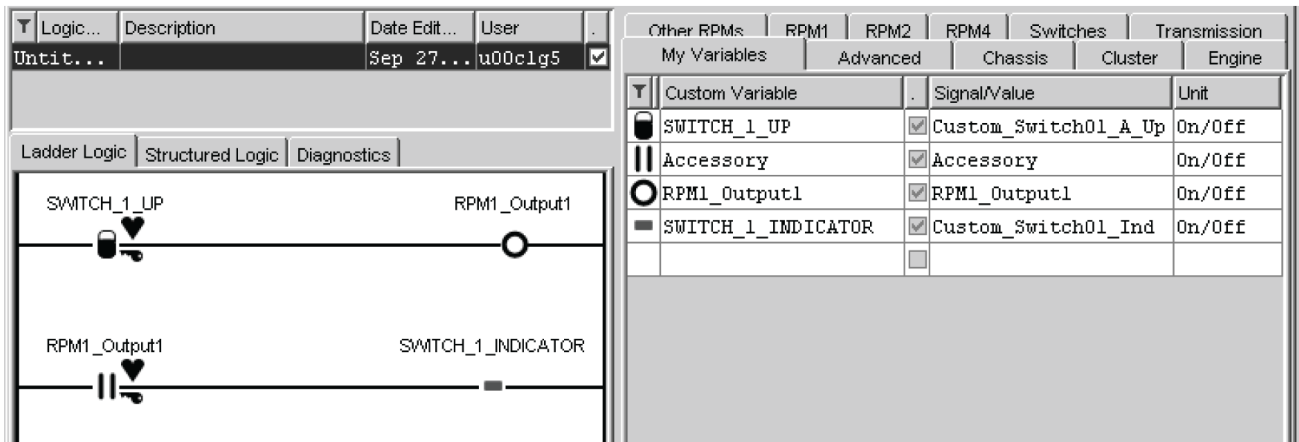 Logic... Description Date Edit... User .
Untit... Sep 27... u00clg5
Ladder Logic Structured Logic Diagnostics
SWITCH_1_UP RPM1_Output1
RPM1_Output1 SWITCH_1_INDICATOR
Other RPMs RPM1 RPM2 RPM4 Switches Transmission
My Variables Advanced Chassis Cluster Engine
Custom Variable . Signal/Value Unit
SWITCH_1_UP Custom_Switch01_A_Up On/Off
Accessory Accessory On/Off
RPM1_Output1 RPM1_Output1 On/Off
SWITCH_1_INDICATOR Custom_Switch01_Ind On/Off